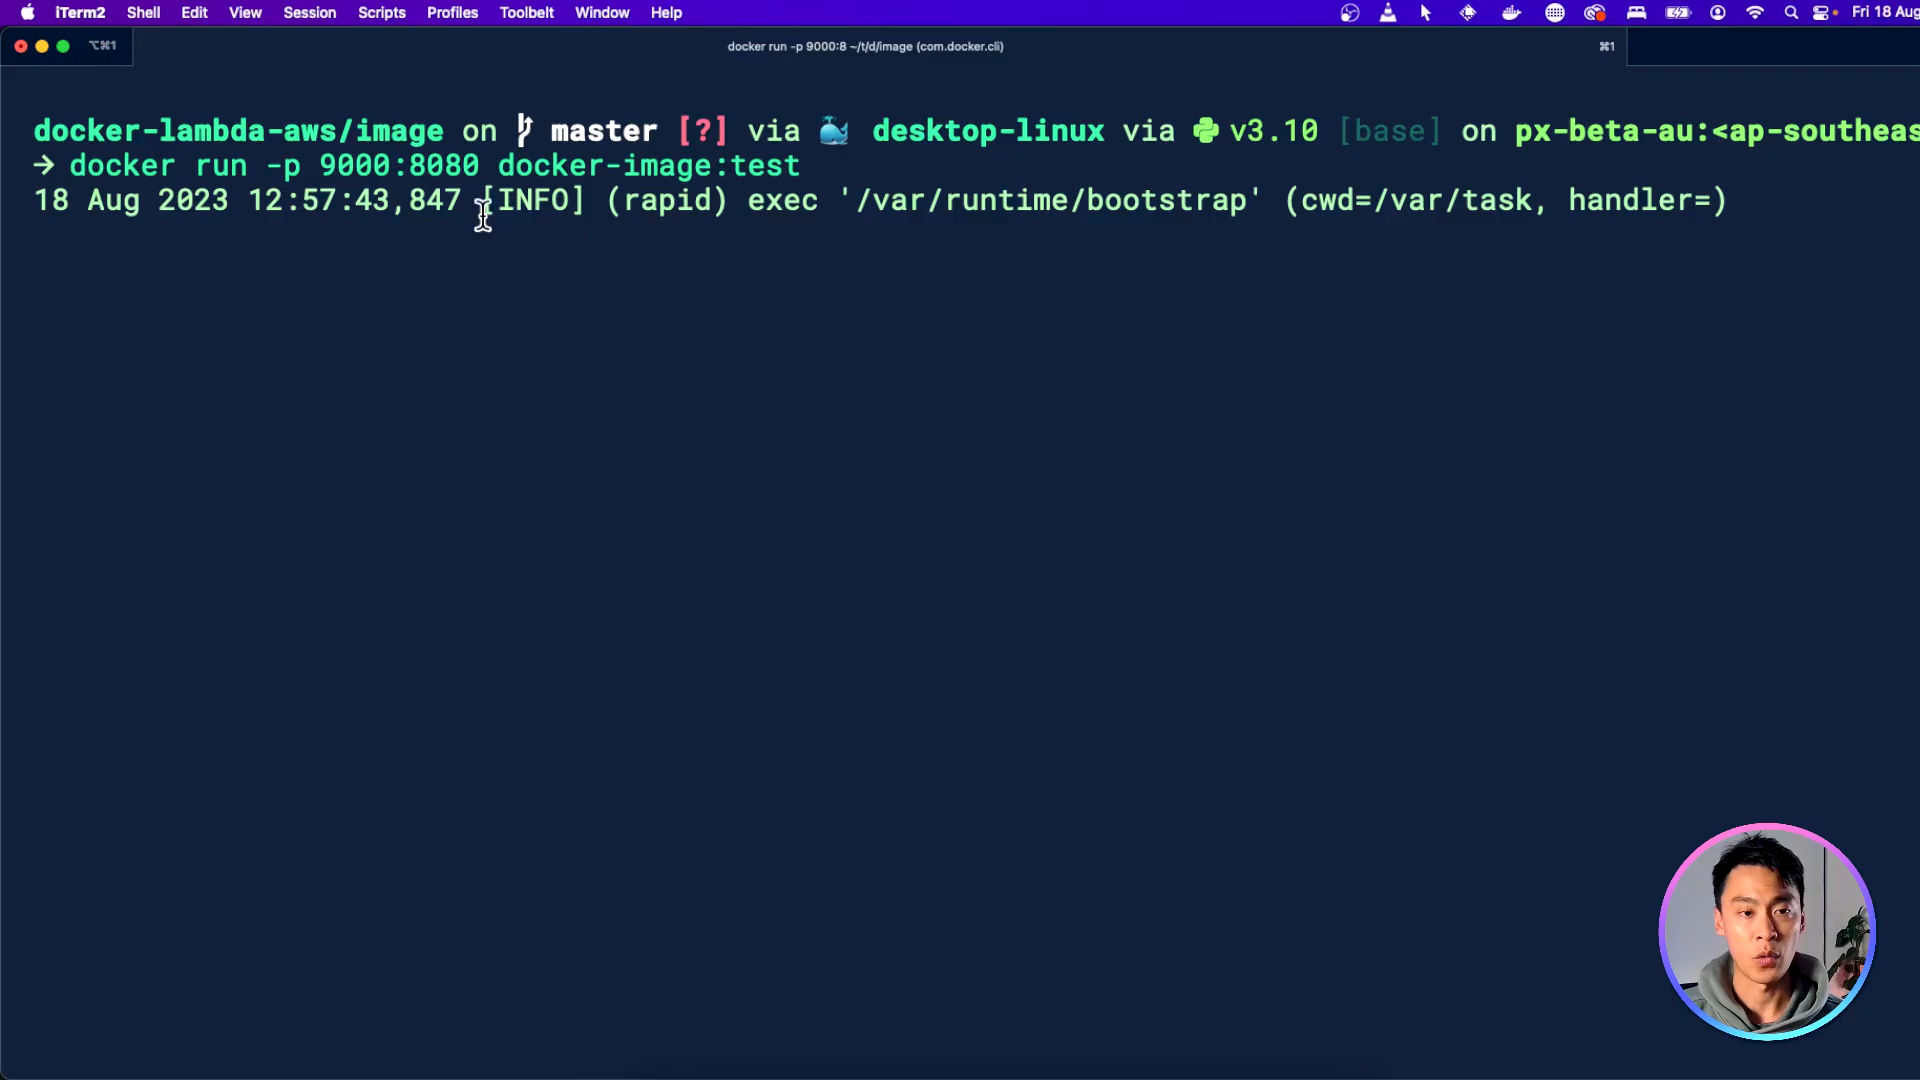 iTerm2 Shell Edit View Session Scripts Profiles Toolbelt Window Help Fri 18 Aug
⌥⌘1 docker run -p 9000:8 ~/t/d/image (com.docker.cli) ⌘1
docker-lambda-aws/image on master [?] via 🐳 desktop-linux via v3.10 [base] on px-beta-au:<ap-southeas
→ docker run -p 9000:8080 docker-image:test
18 Aug 2023 12:57:43,847 [INFO] (rapid) exec '/var/runtime/bootstrap' (cwd=/var/task, handler=)